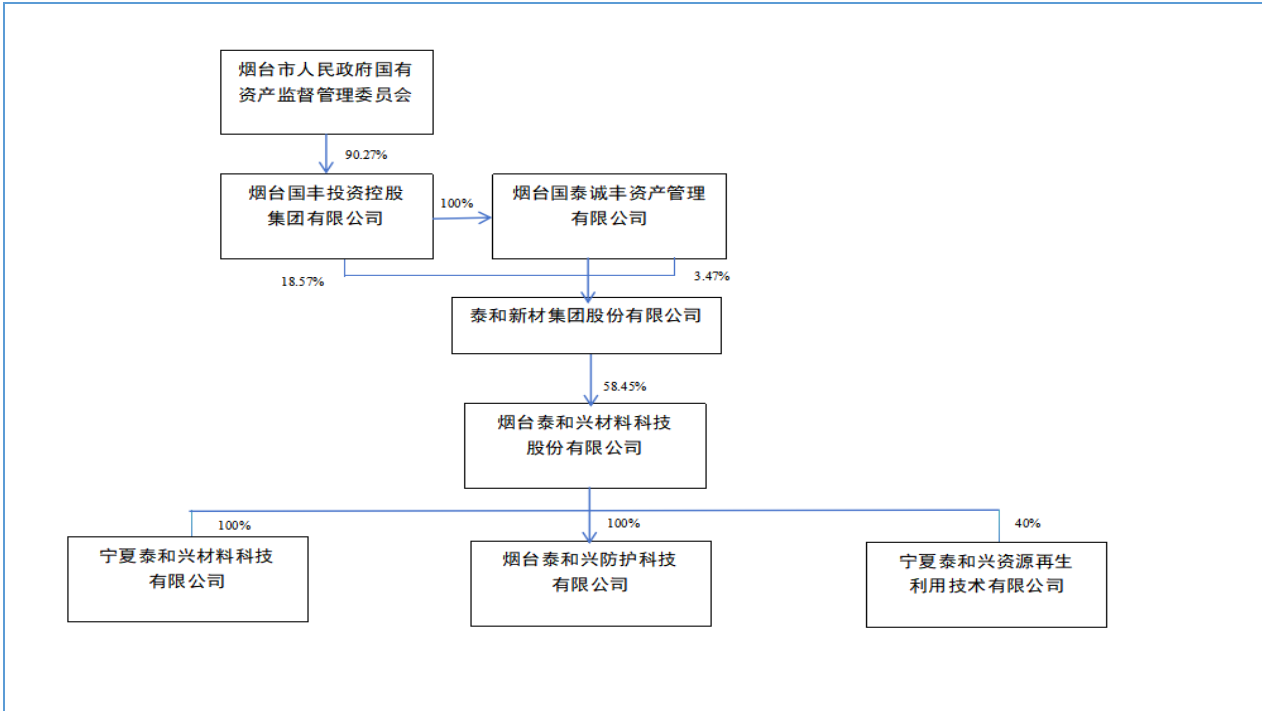 烟台市人民政府国有
资产监督管理委员会
90.27%
烟台国丰投资控股
集团有限公司
100%
烟台国泰诚丰资产管理
有限公司
18.57%
3.47%
泰和新材集团股份有限公司
58.45%
烟台泰和兴材料科技
股份有限公司
100%
100%
40%
宁夏泰和兴材料科技
有限公司
烟台泰和兴防护科技
有限公司
宁夏泰和兴资源再生
利用技术有限公司